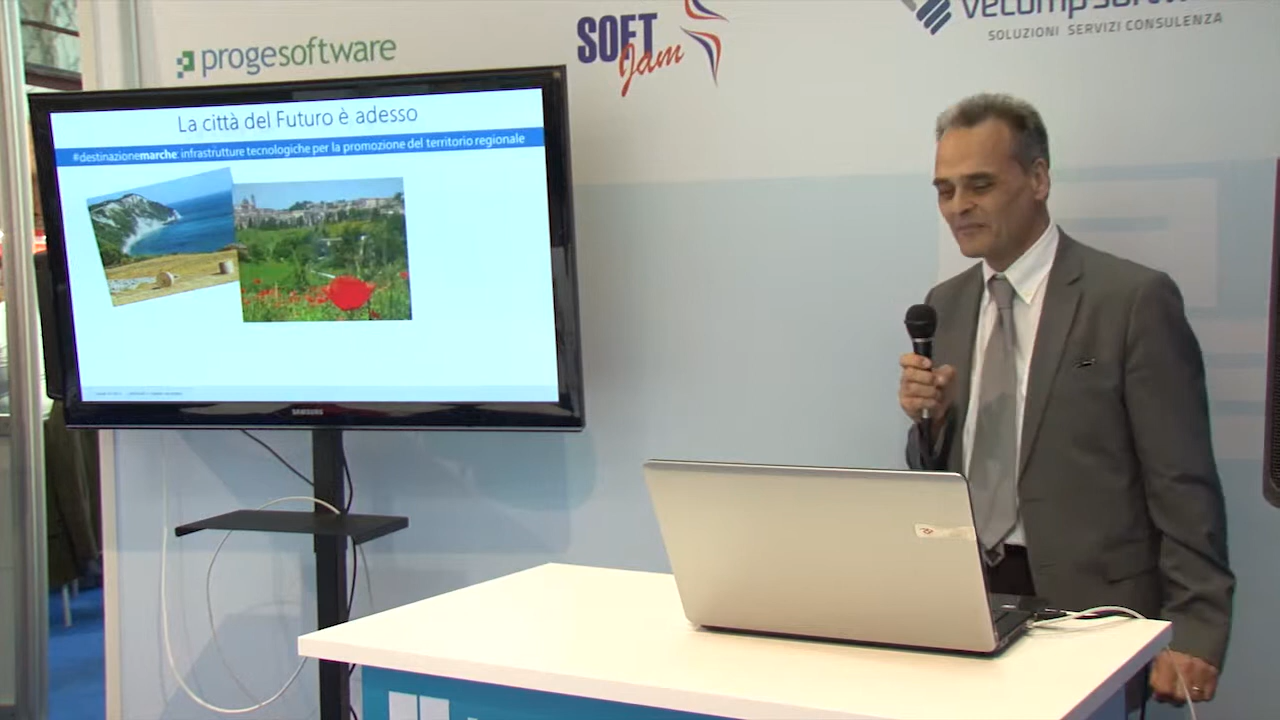 progesoftware
SOFT
Jam
SOLUZIONI SERVIZI CONSULENZA
La città del Futuro è adesso
#destinazionemarche: infrastrutture tecnologiche per la promozione del territorio regionale
SAMSUNG